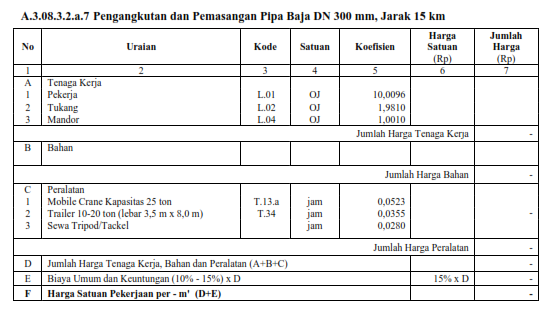 A.3.08.3.2.a.7 Pengangkutan dan Pemasangan Pipa Baja DN 300 mm, Jarak 15 km
No Uraian Kode Satuan Koefisien Harga Satuan (Rp) Jumlah Harga (Rp)
1 2 3 4 5 6 7
A Tenaga Kerja
1 Pekerja L.01 OJ 10,0096
2 Tukang L.02 OJ 1,9810
3 Mandor L.04 OJ 1,0010
Jumlah Harga Tenaga Kerja -
B Bahan
Jumlah Harga Bahan -
C Peralatan
1 Mobile Crane Kapasitas 25 ton T.13.a jam 0,0523
2 Trailer 10-20 ton (lebar 3,5 m x 8,0 m) T.34 jam 0,0355 -
3 Sewa Tripod/Tackel jam 0,0280
Jumlah Harga Peralatan -
D Jumlah Harga Tenaga Kerja, Bahan dan Peralatan (A+B+C) -
E Biaya Umum dan Keuntungan (10% - 15%) x D 15% x D -
F Harga Satuan Pekerjaan per - m' (D+E) -